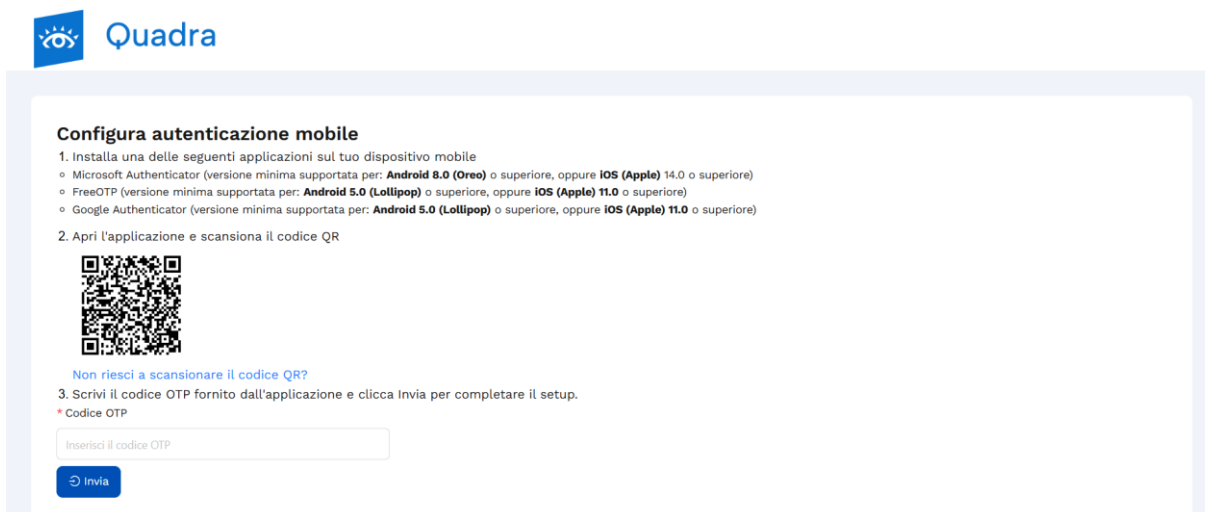 Quadra
Configura autenticazione mobile
1. Installa una delle seguenti applicazioni sul tuo dispositivo mobile
Microsoft Authenticator (versione minima supportata per: Android 8.0 (Oreo) o superiore, oppure iOS (Apple) 14.0 o superiore)
FreeOTP (versione minima supportata per: Android 5.0 (Lollipop) o superiore, oppure iOS (Apple) 11.0 o superiore)
Google Authenticator (versione minima supportata per: Android 5.0 (Lollipop) o superiore, oppure iOS (Apple) 11.0 o superiore)
2. Apri l'applicazione e scansiona il codice QR
Non riesci a scansionare il codice QR?
3. Scrivi il codice OTP fornito dall'applicazione e clicca Invia per completare il setup.
* Codice OTP
Inserisci il codice OTP
Invia